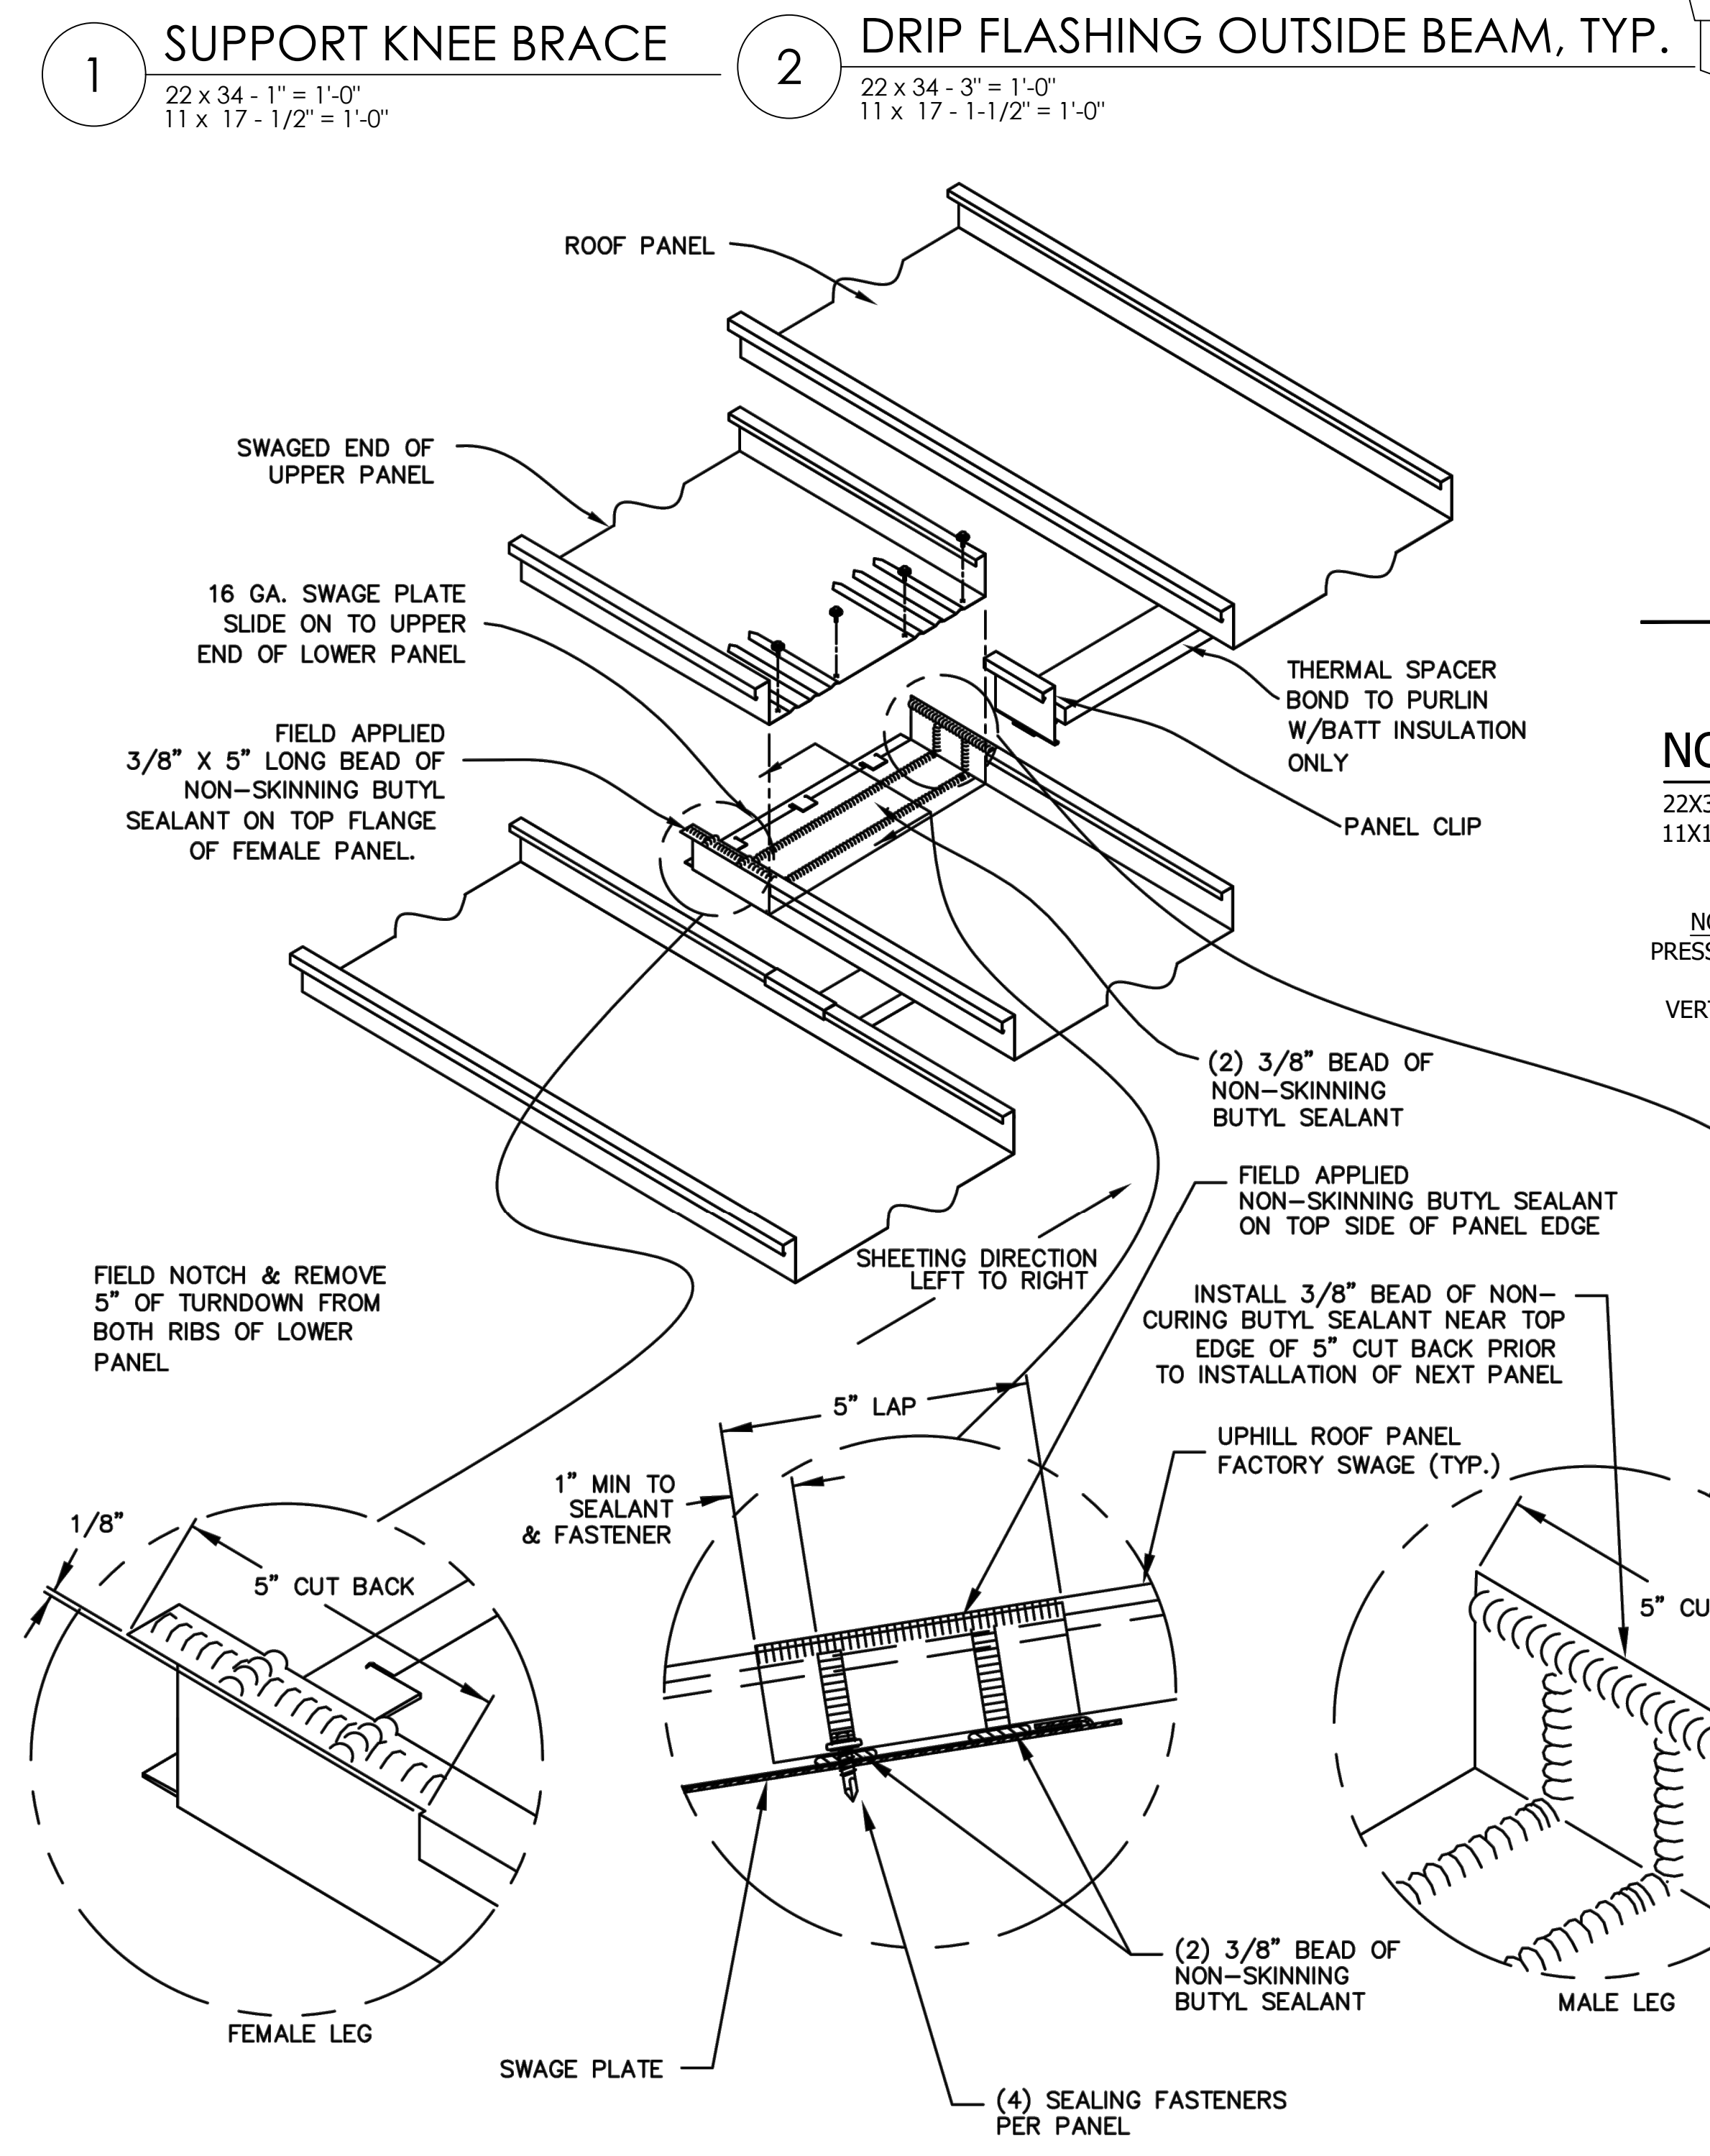 1
SUPPORT KNEE BRACE
22 x 34 - 1" = 1'-0"
11 x 17 - 1/2" = 1'-0"
2
DRIP FLASHING OUTSIDE BEAM, TYP.
22 x 34 - 3" = 1'-0"
11 x 17 - 1-1/2" = 1'-0"
ROOF PANEL
SWAGED END OF
UPPER PANEL
16 GA. SWAGE PLATE
SLIDE ON TO UPPER
END OF LOWER PANEL
FIELD APPLIED
3/8" X 5" LONG BEAD OF
NON-SKINNING BUTYL
SEALANT ON TOP FLANGE
OF FEMALE PANEL.
THERMAL SPACER
BOND TO PURLIN
W/BATT INSULATION
ONLY
PANEL CLIP
(2) 3/8" BEAD OF
NON-SKINNING
BUTYL SEALANT
FIELD APPLIED
NON-SKINNING BUTYL SEALANT
ON TOP SIDE OF PANEL EDGE
SHEETING DIRECTION
LEFT TO RIGHT
FIELD NOTCH & REMOVE
5" OF TURNDOWN FROM
BOTH RIBS OF LOWER
PANEL
INSTALL 3/8" BEAD OF NON-
CURING BUTYL SEALANT NEAR TOP
EDGE OF 5" CUT BACK PRIOR
TO INSTALLATION OF NEXT PANEL
5" LAP
UPHILL ROOF PANEL
FACTORY SWAGE (TYP.)
1" MIN TO
SEALANT
& FASTENER
1/8"
5" CUT BACK
5" CU
(2) 3/8" BEAD OF
NON-SKINNING
BUTYL SEALANT
FEMALE LEG
MALE LEG
SWAGE PLATE
(4) SEALING FASTENERS
PER PANEL
NO
22X3
11X1
NO
PRESS
VERT